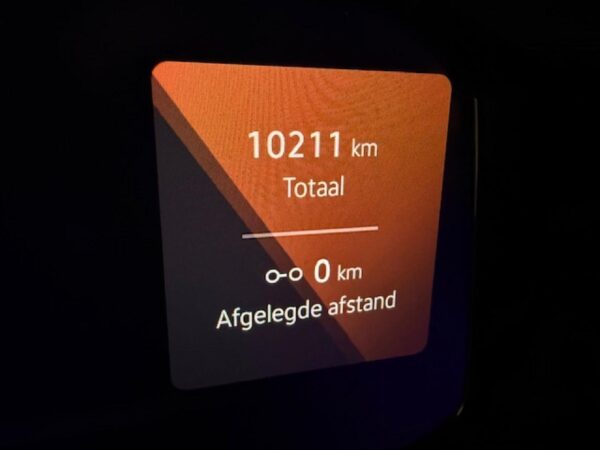 10211 km
Totaal
0 km
Afgelegde afstand